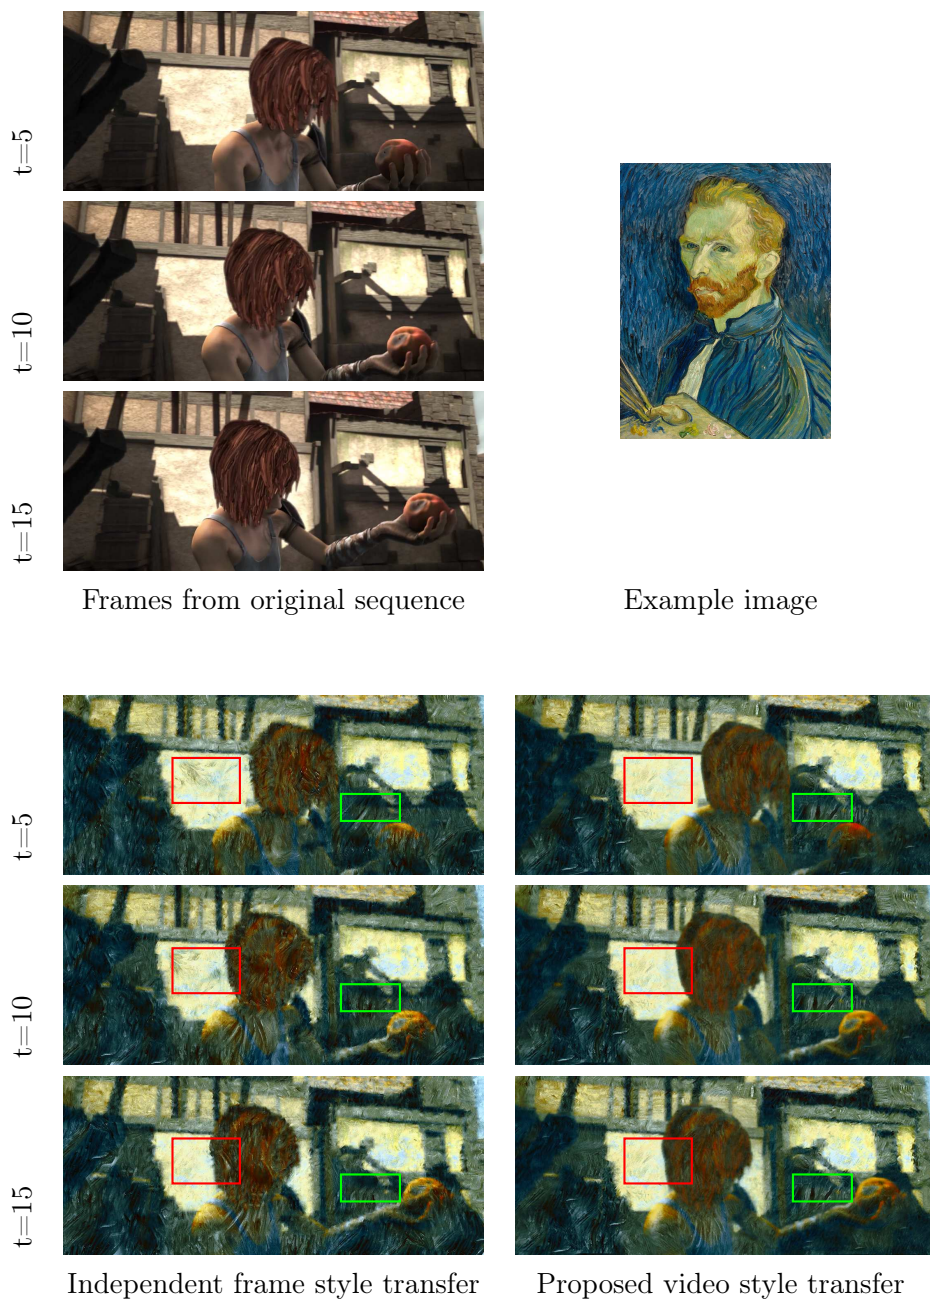 t=5
t=10
t=15
Frames from original sequence
Example image
t=5
t=10
t=15
Independent frame style transfer
Proposed video style transfer